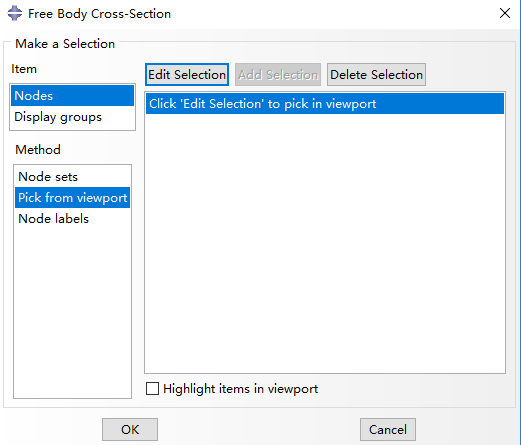 Free Body Cross-Section
Make a Selection
Item
Nodes
Display groups
Method
Node sets
Pick from viewport
Node labels
Edit Selection Add Selection Delete Selection
Click 'Edit Selection' to pick in viewport
Highlight items in viewport
OK Cancel